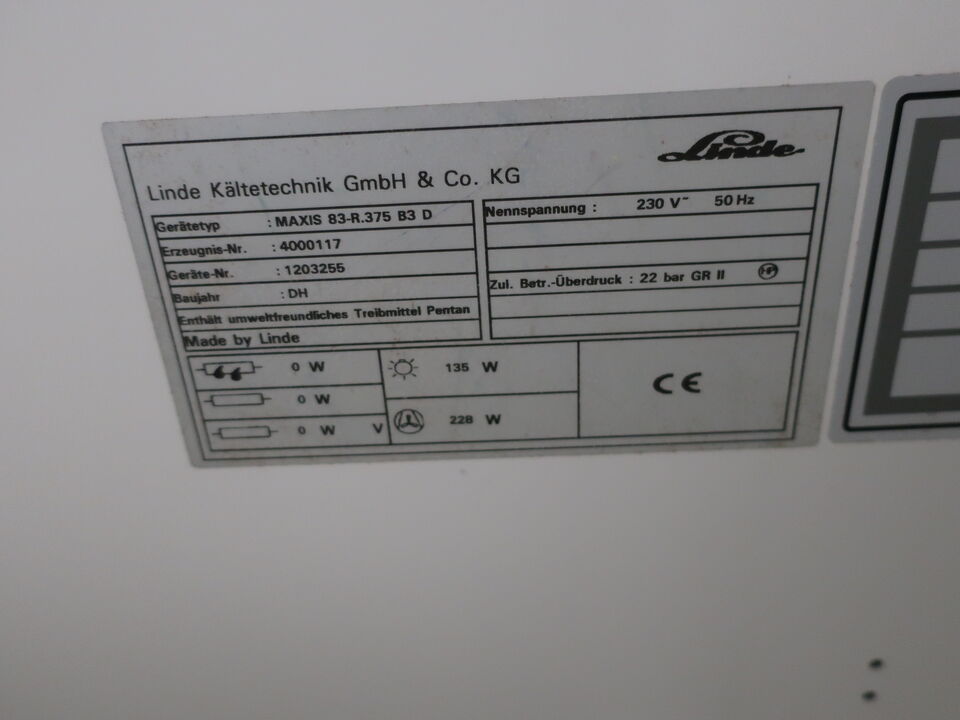 Linde
Linde Kältetechnik GmbH & Co. KG
Gerätetyp : MAXIS 83-R.375 B3 D
Erzeugnis-Nr. : 4000117
Geräte-Nr. : 1203255
Baujahr : DH
Enthält umweltfreundliches Treibmittel Pentan
Made by Linde
Nennspannung : 230 V~ 50 Hz
Zul. Betr.-Überdruck : 22 bar GR II HP
0 W
0 W
0 W V
135 W
228 W
CE